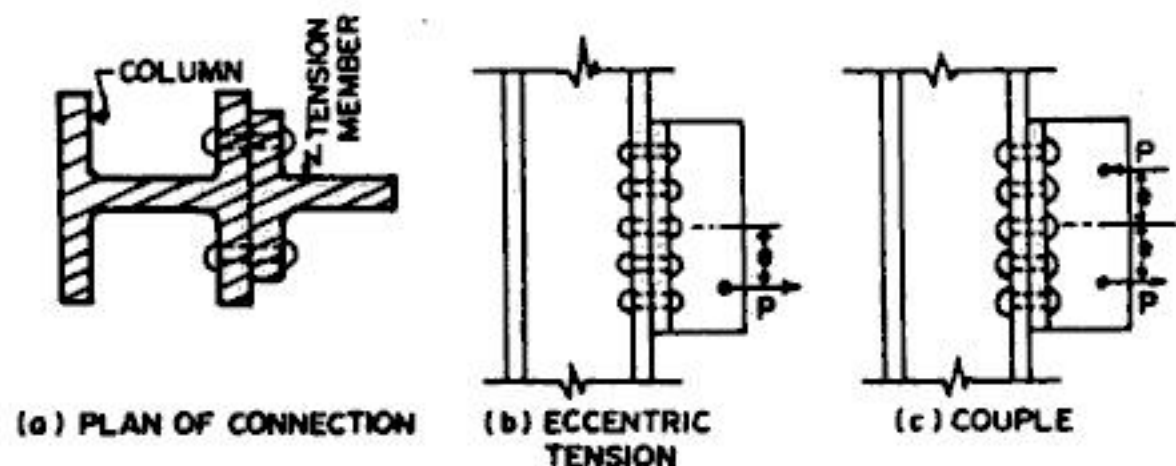 COLUMN
TENSION
MEMBER
P
e
P
e
e
P
(a) PLAN OF CONNECTION
(b) ECCENTRIC
TENSION
(c) COUPLE